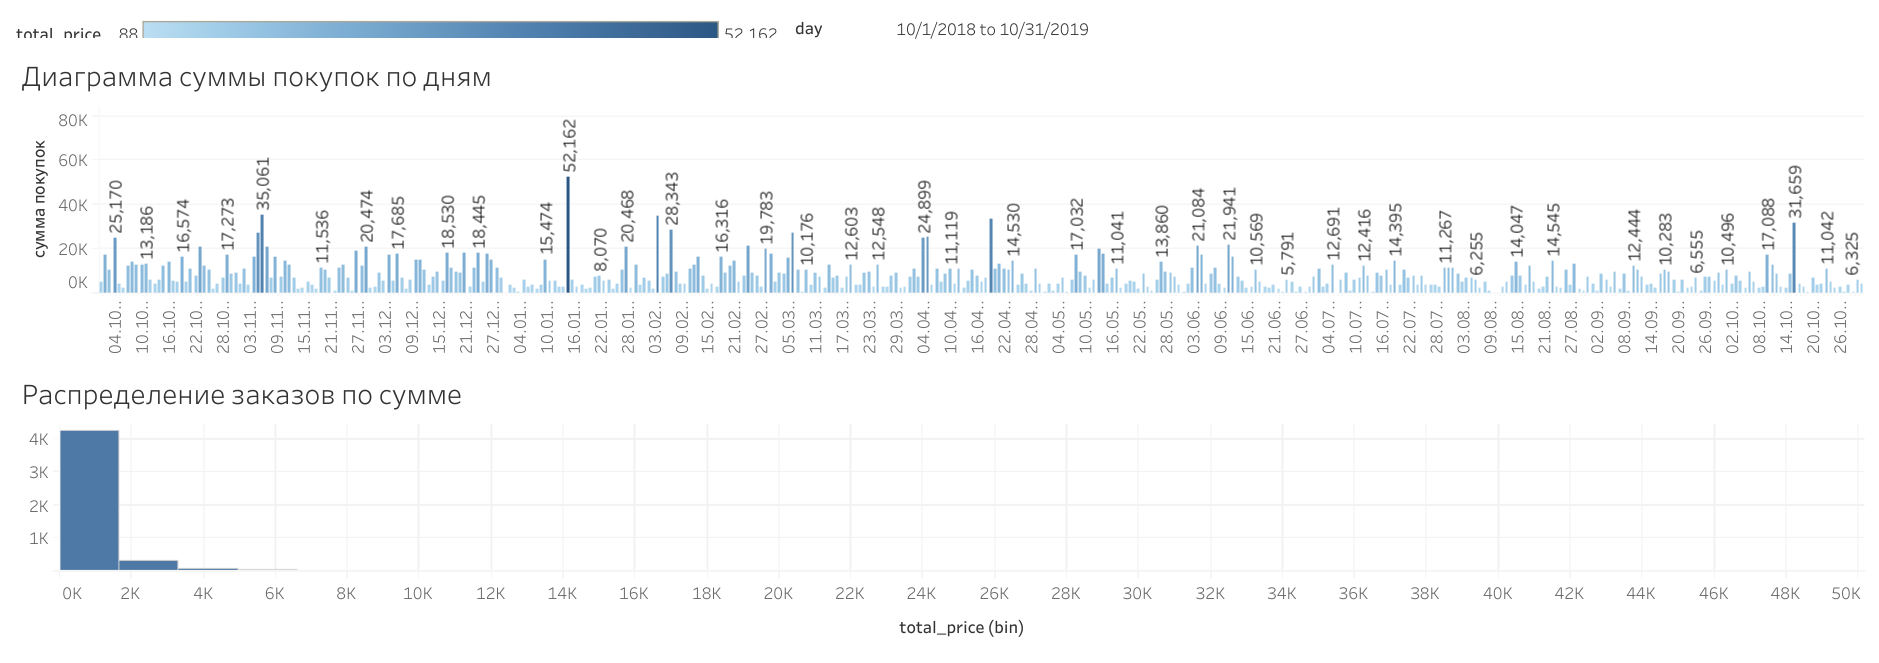 total_price 88 52,162 day 10/1/2018 to 10/31/2019
Диаграмма суммы покупок по дням
сумма покупок
80K
60K
40K
20K
0K
25,170 13,186 16,574 17,273 35,061 11,536 20,474 17,685 18,530 18,445 15,474 52,162 8,070 20,468 28,343 16,316 19,783 10,176 12,603 12,548 24,899 11,119 14,530 17,032 11,041 13,860 21,084 21,941 10,569 5,791 12,691 12,416 14,395 11,267 6,255 14,047 14,545 12,444 10,283 6,555 10,496 17,088 31,659 11,042 6,325
04.10.. 10.10.. 16.10.. 22.10.. 28.10.. 03.11.. 09.11.. 15.11.. 21.11.. 27.11.. 03.12.. 09.12.. 15.12.. 21.12.. 27.12.. 04.01.. 10.01.. 16.01.. 22.01.. 28.01.. 03.02.. 09.02.. 15.02.. 21.02.. 27.02.. 05.03.. 11.03.. 17.03.. 23.03.. 29.03.. 04.04.. 10.04.. 16.04.. 22.04.. 28.04.. 04.05.. 10.05.. 16.05.. 22.05.. 28.05.. 03.06.. 09.06.. 15.06.. 21.06.. 27.06.. 04.07.. 10.07.. 16.07.. 22.07.. 28.07.. 03.08.. 09.08.. 15.08.. 21.08.. 27.08.. 02.09.. 08.09.. 14.09.. 20.09.. 26.09.. 02.10.. 08.10.. 14.10.. 20.10.. 26.10..
Распределение заказов по сумме
4K
3K
2K
1K
0K 2K 4K 6K 8K 10K 12K 14K 16K 18K 20K 22K 24K 26K 28K 30K 32K 34K 36K 38K 40K 42K 44K 46K 48K 50K
total_price (bin)